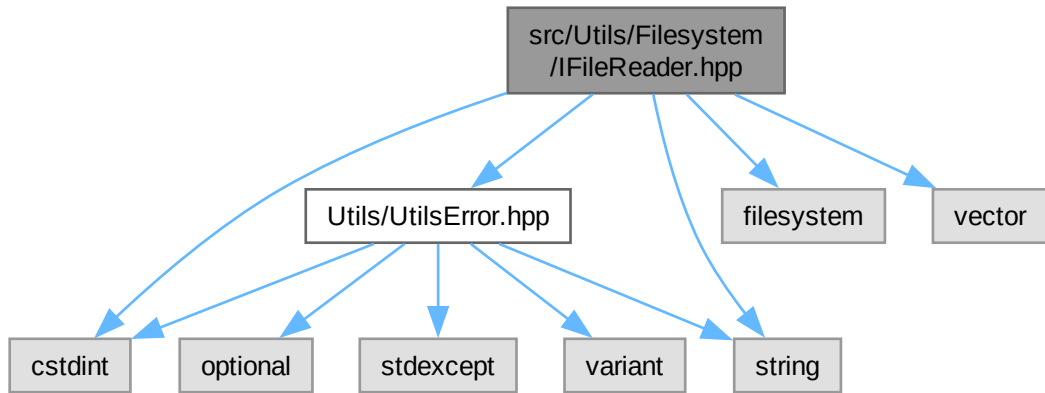 src/Utils/Filesystem
/IFileReader.hpp
Utils/UtilsError.hpp
filesystem
vector
cstdint
optional
stdexcept
variant
string